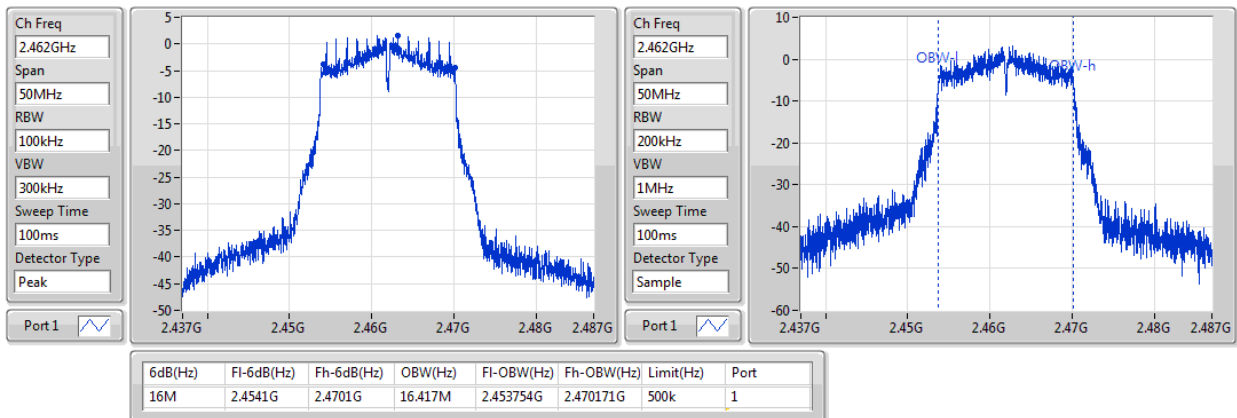 Ch Freq
2.462GHz
Span
50MHz
RBW
100kHz
VBW
300kHz
Sweep Time
100ms
Detector Type
Peak
Port 1
5
0
-5
-10
-15
-20
-25
-30
-35
-40
-45
-50
2.437G 2.45G 2.46G 2.47G 2.48G 2.487G
Ch Freq
2.462GHz
Span
50MHz
RBW
200kHz
VBW
1MHz
Sweep Time
100ms
Detector Type
Sample
Port 1
10
0
-10
-20
-30
-40
-50
-60
OBW-l
OBW-h
2.437G 2.45G 2.46G 2.47G 2.48G 2.487G
6dB(Hz) Fl-6dB(Hz) Fh-6dB(Hz) OBW(Hz) Fl-OBW(Hz) Fh-OBW(Hz) Limit(Hz) Port
16M 2.4541G 2.4701G 16.417M 2.453754G 2.470171G 500k 1